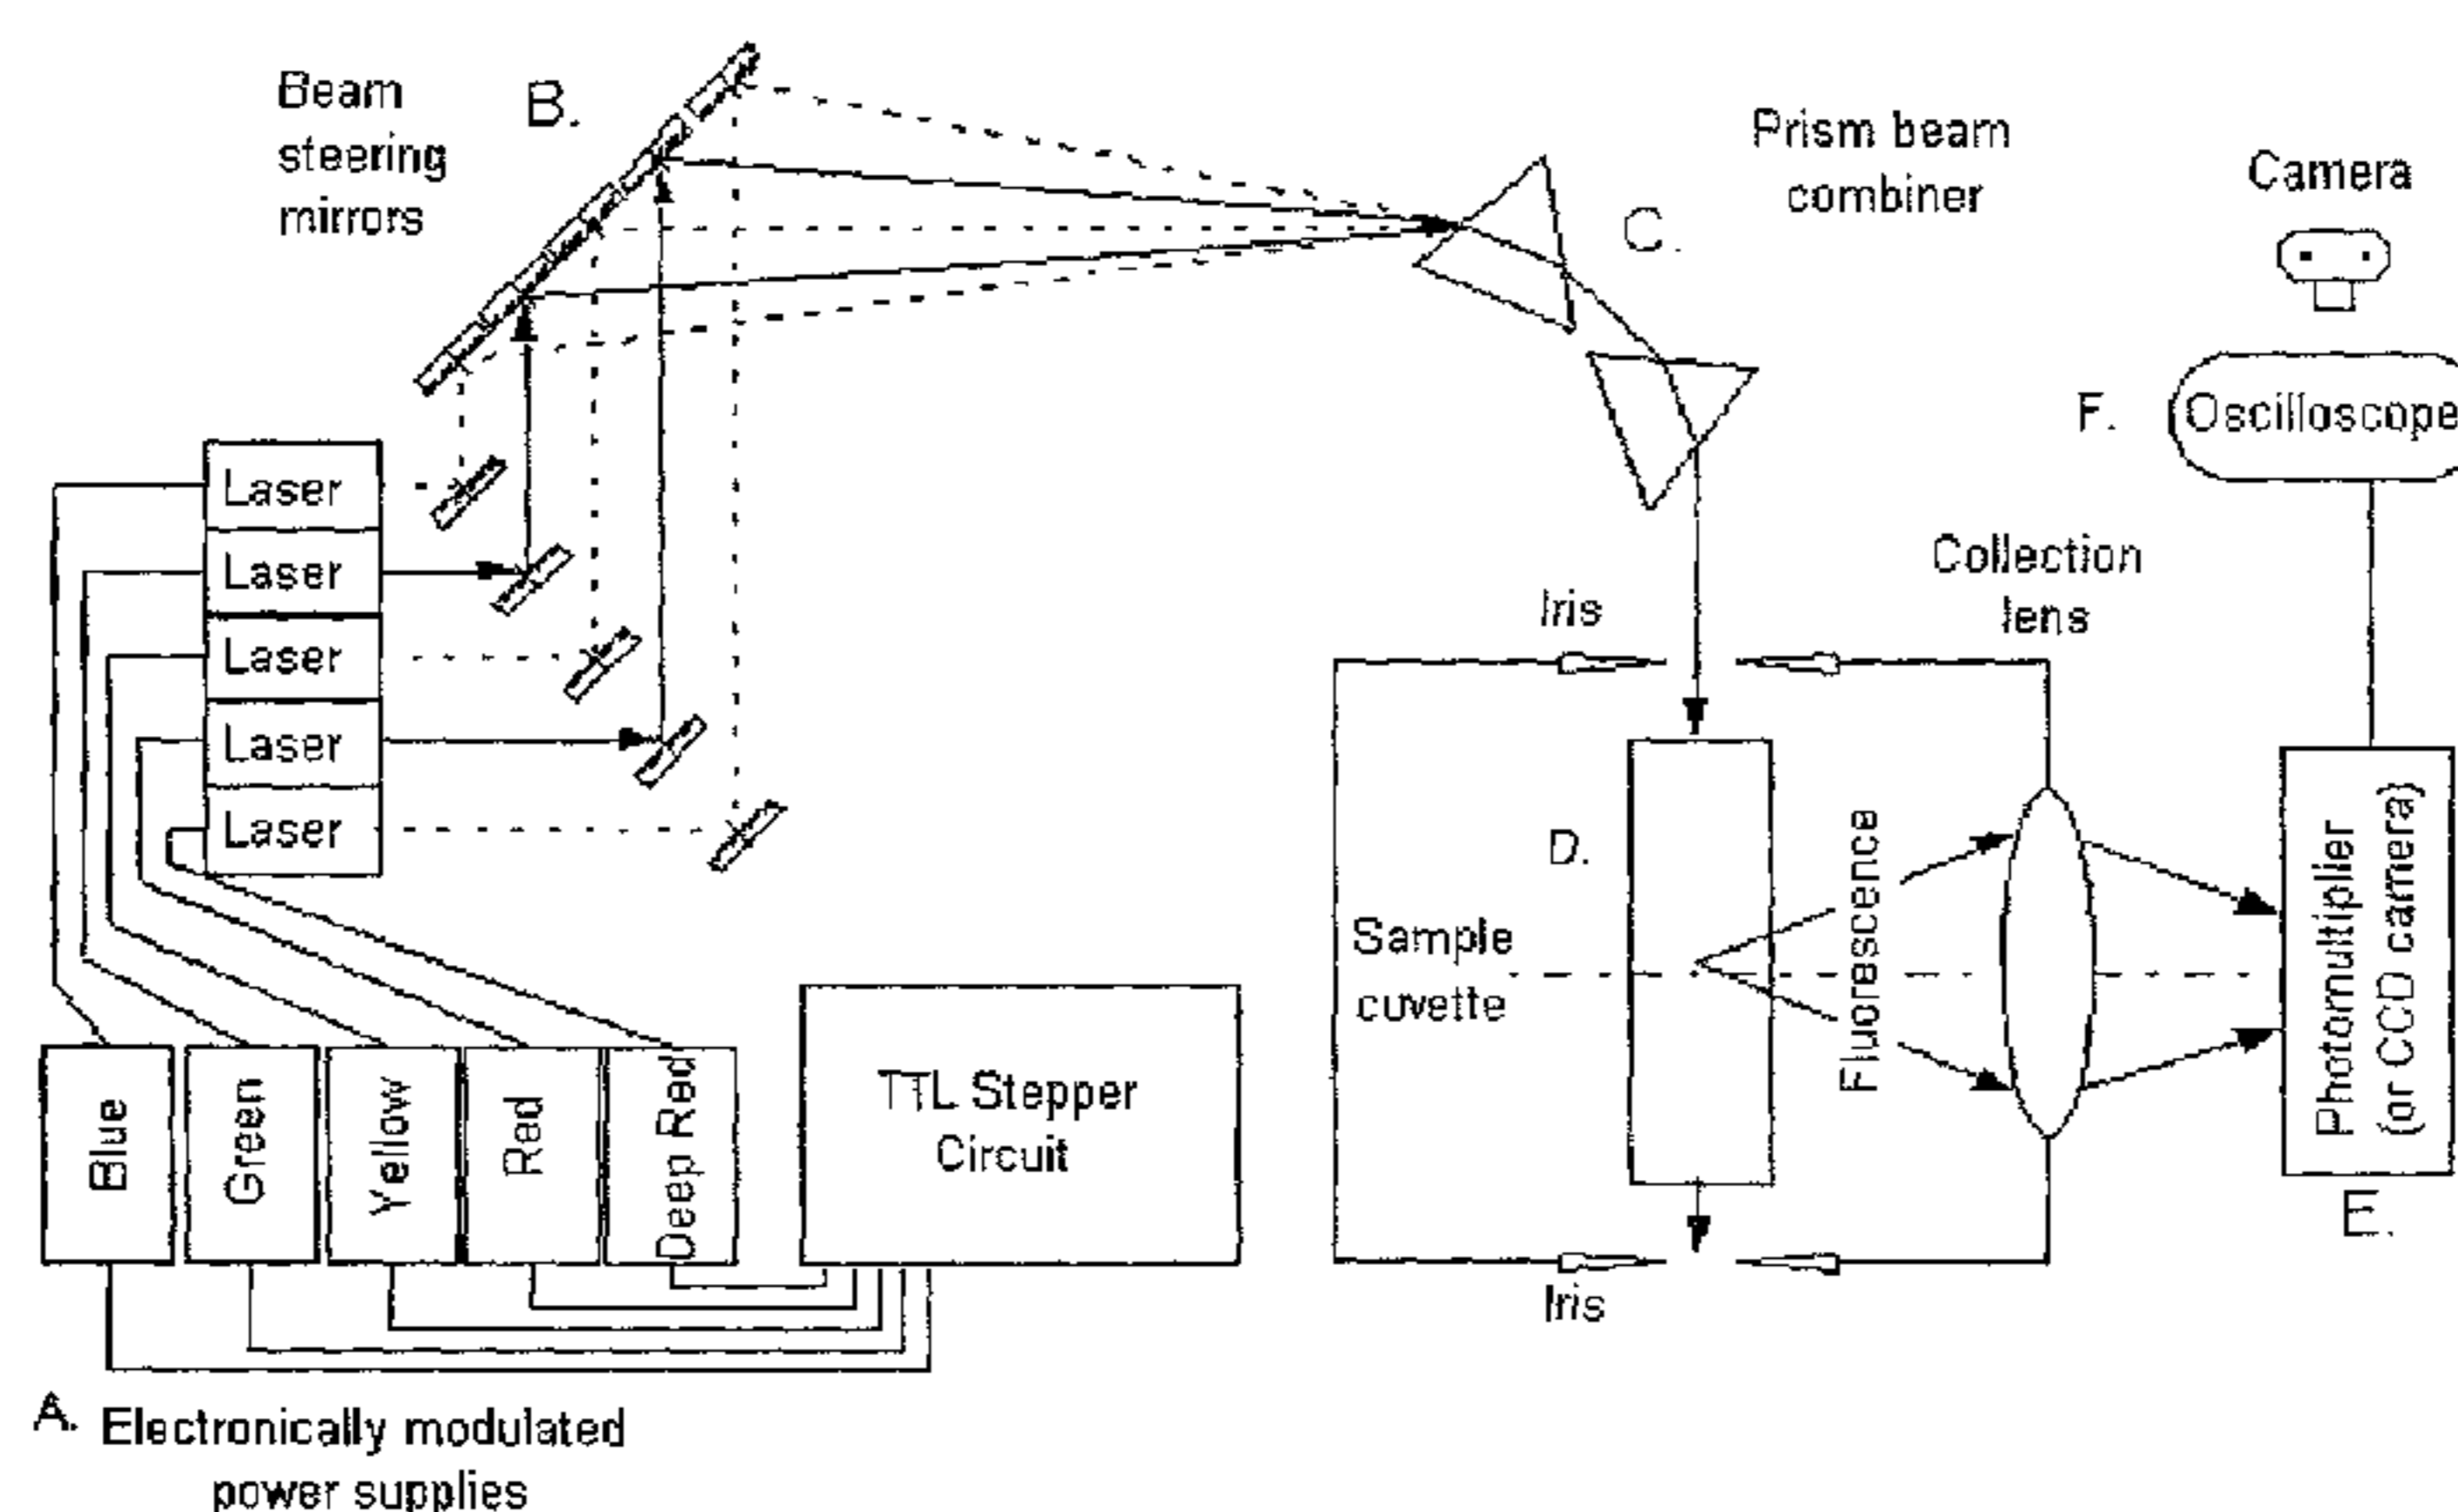 Beam
steering
mirrors
B.
Prism beam
combiner
C.
Camera
F.
Oscilloscope
Laser
Laser
Laser
Laser
Laser
Collection
lens
Iris
D.
Sample
cuvette
Fluorescence
Photomultiplier
(or CCD camera)
E.
Iris
Blue
Green
Yellow
Red
Deep Red
TTL Stepper
Circuit
A. Electronically modulated
power supplies